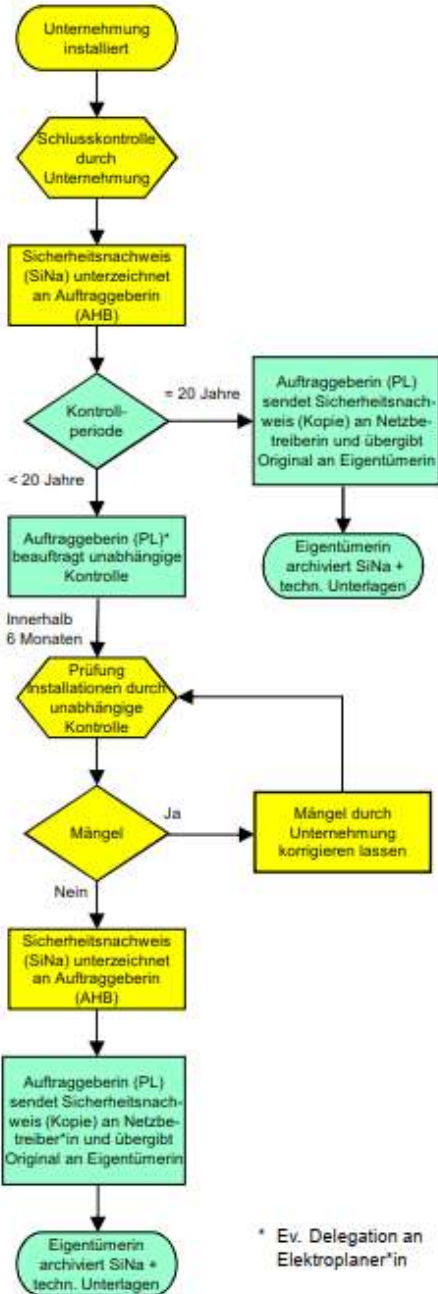 Unternehmung
installiert
Schlusskontrolle
durch
Unternehmung
Sicherheitsnachweis
(SiNa) unterzeichnet
an Auftraggeberin
(AHB)
Kontroll-
periode
= 20 Jahre
Auftraggeberin (PL)
sendet Sicherheitsnach-
weis (Kopie) an Netzbe-
treiberin und übergibt
Original an Eigentümerin
Eigentümerin
archiviert SiNa +
techn. Unterlagen
< 20 Jahre
Auftraggeberin (PL)*
beauftragt unabhängige
Kontrolle
Innerhalb
6 Monaten
Prüfung
Installationen durch
unabhängige
Kontrolle
Mängel
Ja
Mängel durch
Unternehmung
korrigieren lassen
Nein
Sicherheitsnachweis
(SiNa) unterzeichnet
an Auftraggeberin
(AHB)
Auftraggeberin (PL)
sendet Sicherheitsnach-
weis (Kopie) an Netzbe-
treiber*in und übergibt
Original an Eigentümerin
Eigentümerin
archiviert SiNa +
techn. Unterlagen
* Ev. Delegation an
Elektroplaner*in